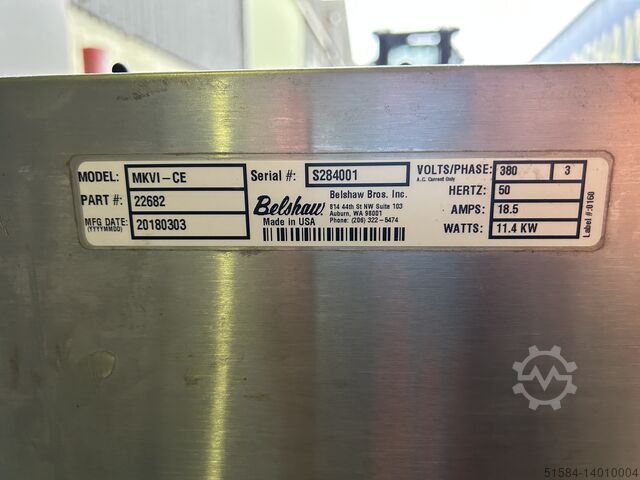 MODEL: MKVI-CE Serial #: S284001 VOLTS/PHASE: 380 3
A.C. Current Only
PART #: 22682 Belshaw Bros. Inc. HERTZ: 50
Belshaw 814 44th St NW Suite 103
Auburn, WA 98001
MFG DATE: 20180303 Made in USA Phone: (206) 322-5474 AMPS: 18.5
(YYYYMMDD)
WATTS: 11.4 KW
Label #:0160
51584-14010004